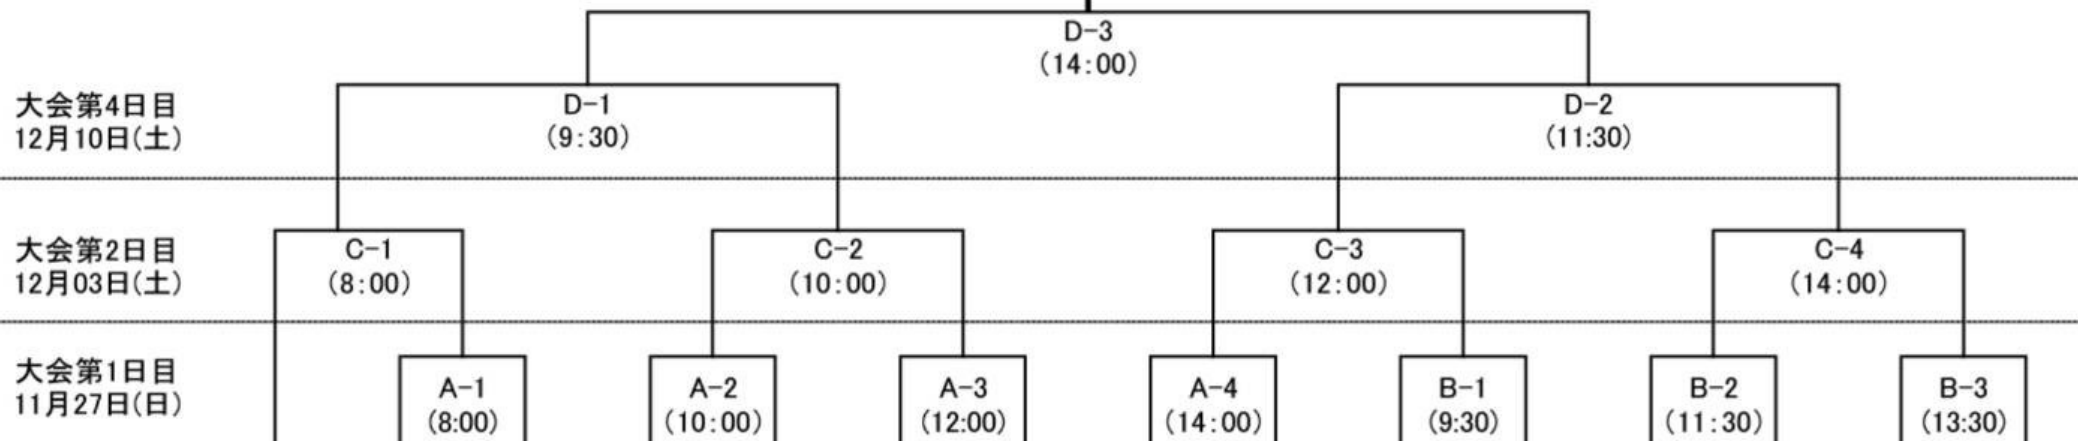 D-3
(14:00)
大会第4日目
12月10日(土)
D-1
(9:30)
D-2
(11:30)
大会第2日目
12月03日(土)
C-1
(8:00)
C-2
(10:00)
C-3
(12:00)
C-4
(14:00)
大会第1日目
11月27日(日)
A-1
(8:00)
A-2
(10:00)
A-3
(12:00)
A-4
(14:00)
B-1
(9:30)
B-2
(11:30)
B-3
(13:30)